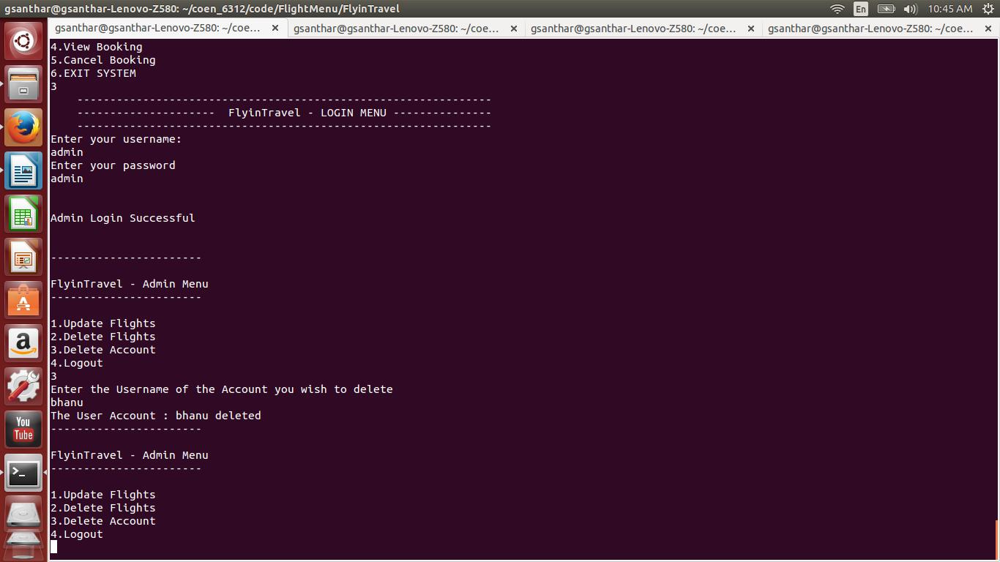 gsanthar@gsanthar-Lenovo-Z580: ~/coen_6312/code/FlightMenu/FlyinTravel
En
10:45 AM
gsanthar@gsanthar-Lenovo-Z580: ~/coe... ×
gsanthar@gsanthar-Lenovo-Z580: ~/coe... ×
gsanthar@gsanthar-Lenovo-Z580: ~/coe... ×
gsanthar@gsanthar-Lenovo-Z580: ~/coe... ×
4.View Booking
5.Cancel Booking
6.EXIT SYSTEM
3
---------------------------------------------------------------
---------------------  FlyinTravel - LOGIN MENU ---------------
---------------------------------------------------------------
Enter your username:
admin
Enter your password
admin
Admin Login Successful
-----------------------
FlyinTravel - Admin Menu
-----------------------
1.Update Flights
2.Delete Flights
3.Delete Account
4.Logout
3
Enter the Username of the Account you wish to delete
bhanu
The User Account : bhanu deleted
-----------------------
FlyinTravel - Admin Menu
-----------------------
1.Update Flights
2.Delete Flights
3.Delete Account
4.Logout
a
You
Tube
>_